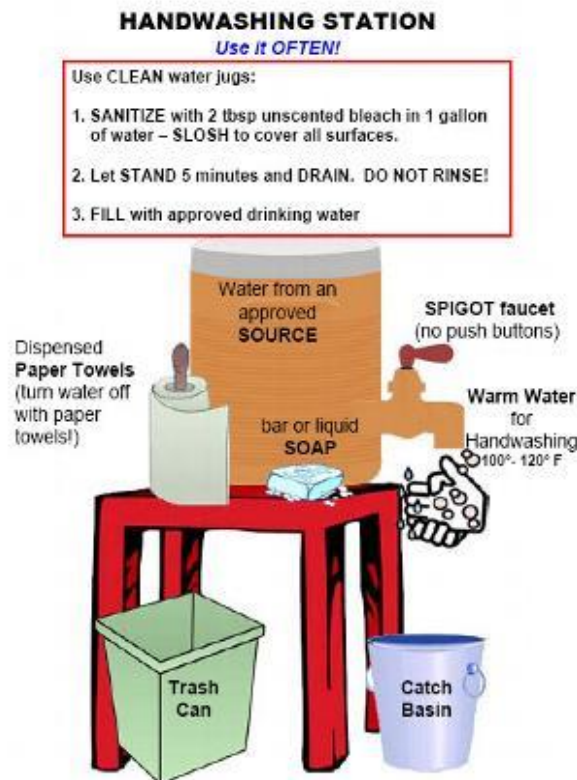 HANDWASHING STATION
Use it OFTEN!
Use CLEAN water jugs:
1. SANITIZE with 2 tbsp unscented bleach in 1 gallon
of water – SLOSH to cover all surfaces.
2. Let STAND 5 minutes and DRAIN. DO NOT RINSE!
3. FILL with approved drinking water
Water from an
approved
SOURCE
SPIGOT faucet
(no push buttons)
Dispensed
Paper Towels
(turn water off
with paper
towels!)
bar or liquid
SOAP
Warm Water
for
Handwashing
100°- 120° F
Trash
Can
Catch
Basin